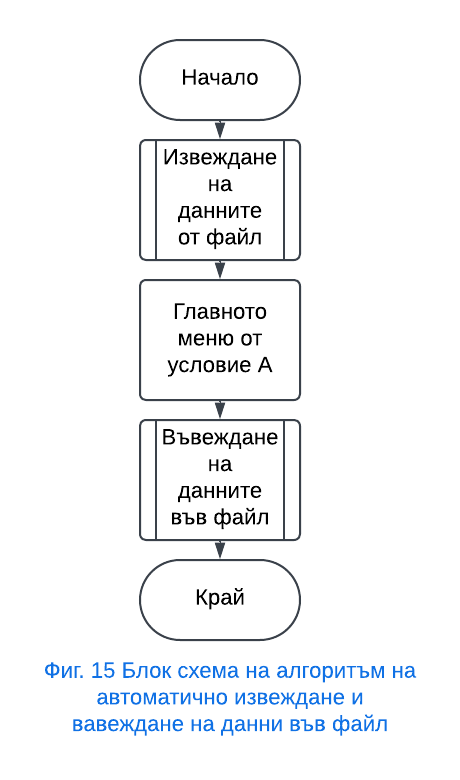 Начало
Извеждане
на
данните
от файл
Главното
меню от
условие А
Въвеждане
на
данните
във файл
Край
Фиг. 15 Блок схема на алгоритъм на
автоматично извеждане и
вавеждане на данни във файл